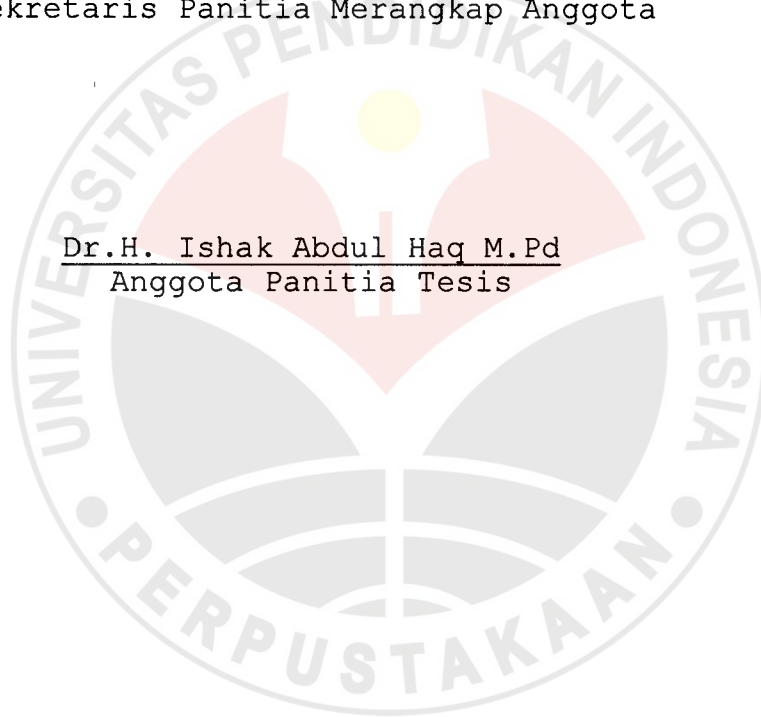 ekretaris Panitia Merangkap Anggota
Dr.H. Ishak Abdul Haq M.Pd
Anggota Panitia Tesis
UNIVERSITAS PENDIDIKAN INDONESIA
PERPUSTAKAAN